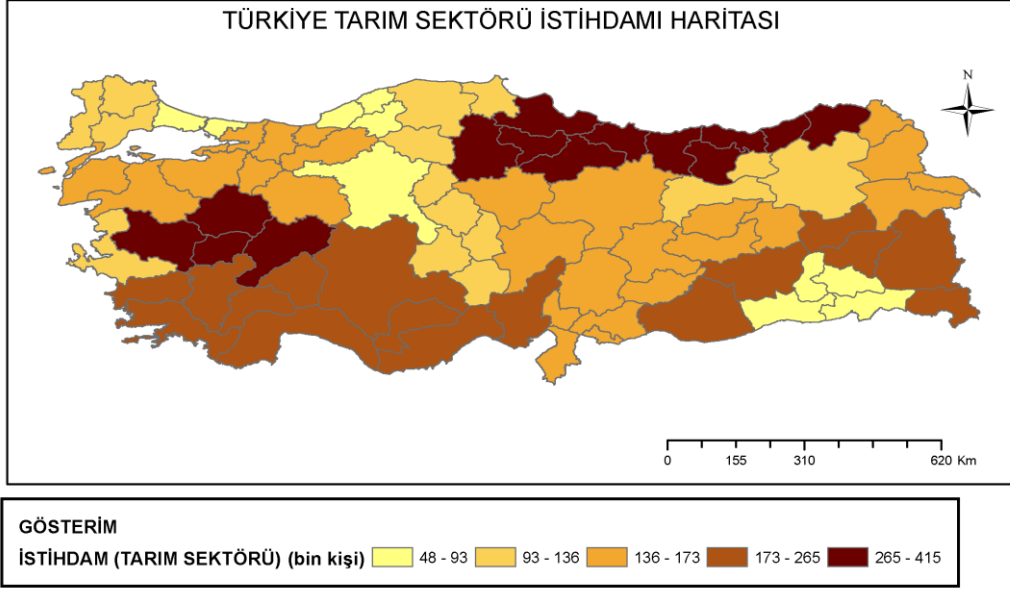 TÜRKİYE TARIM SEKTÖRÜ İSTİHDAMI HARİTASI
N
0 155 310 620 Km
GÖSTERİM
İSTİHDAM (TARIM SEKTÖRÜ) (bin kişi) 48 - 93 93 - 136 136 - 173 173 - 265 265 - 415